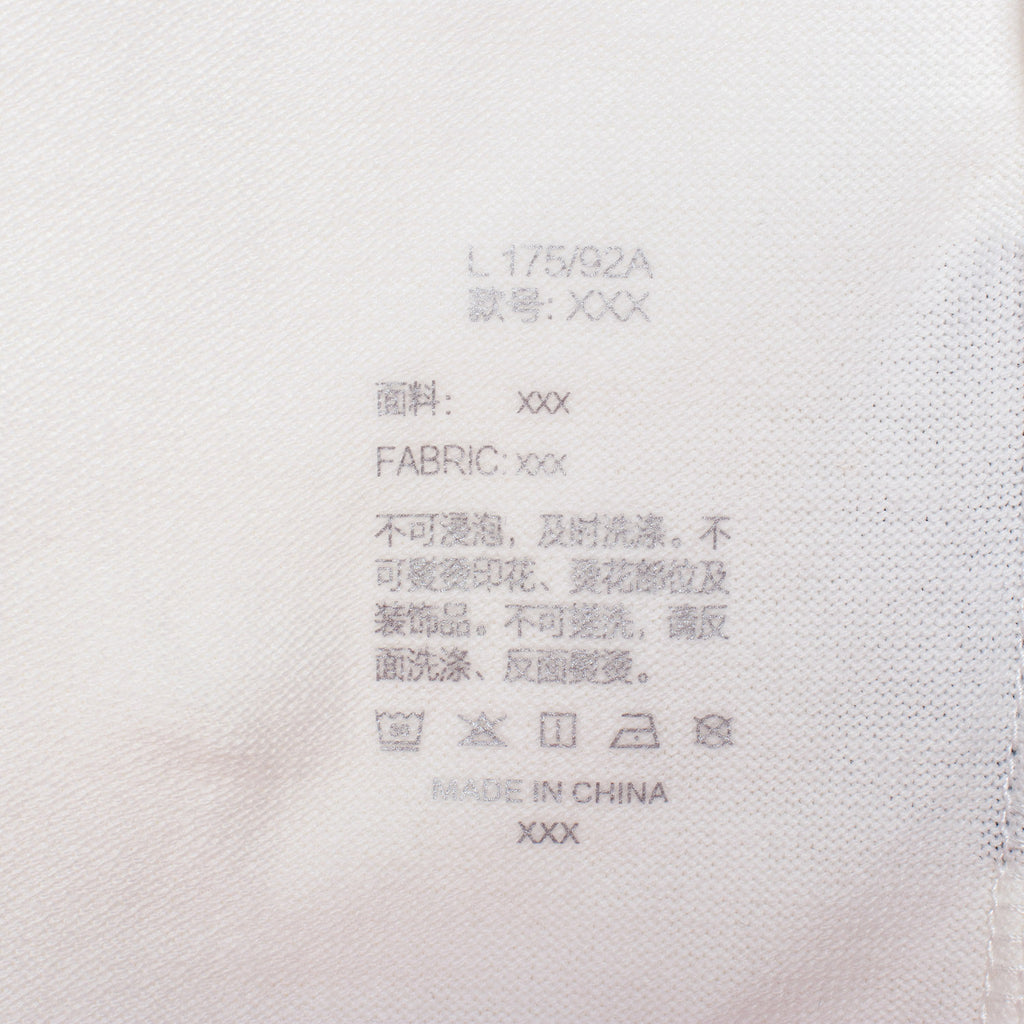 L 175/92A
款号: XXX
面料: XXX
FABRIC: XXX
不可浸泡，及时洗涤。不
可熨烫印花、烫花部位及
装饰品。不可搓洗，请反
面洗涤、反面熨烫。
MADE IN CHINA
XXX